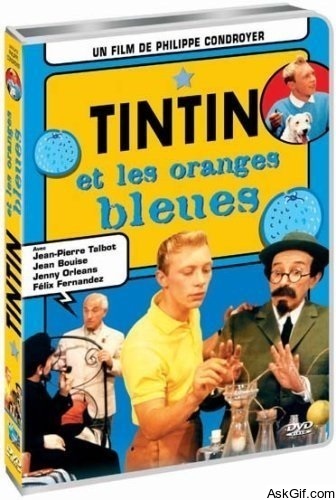 UN FILM DE PHILIPPE CONDROYER
TINTIN
et les oranges
bleues
Avec
Jean-Pierre Talbot
Jean Bouise
Jenny Orleans
Félix Fernandez
TINTIN et les oranges
bleues
DVD
VIDEO
AskGif.com